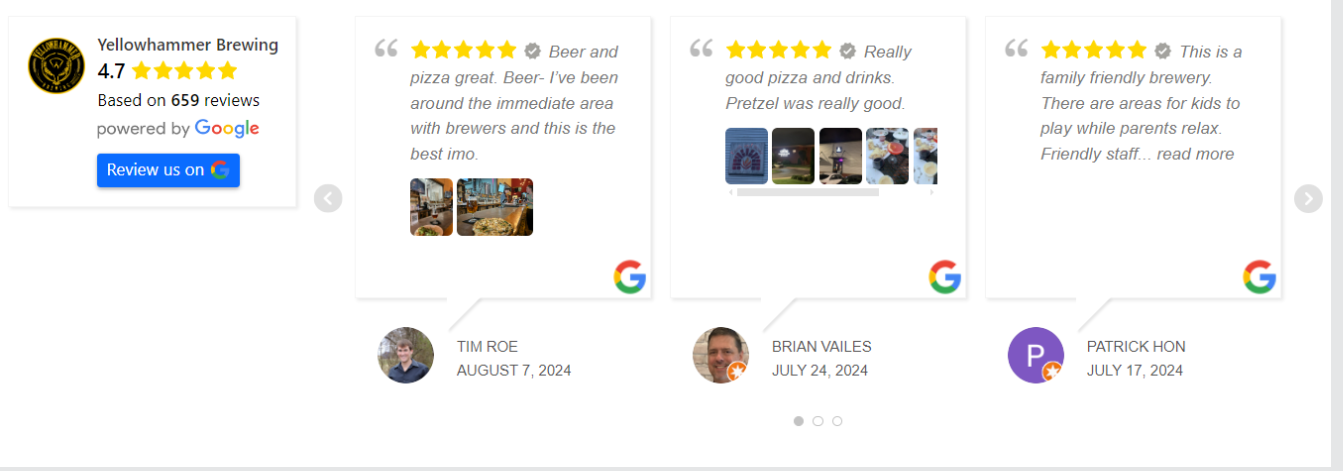 Yellowhammer Brewing
4.7
Based on 659 reviews
powered by Google
Review us on
Beer and
pizza great. Beer- I’ve been
around the immediate area
with brewers and this is the
best imo.
TIM ROE
AUGUST 7, 2024
Really
good pizza and drinks.
Pretzel was really good.
BRIAN VAILES
JULY 24, 2024
This is a
family friendly brewery.
There are areas for kids to
play while parents relax.
Friendly staff... read more
P
PATRICK HON
JULY 17, 2024